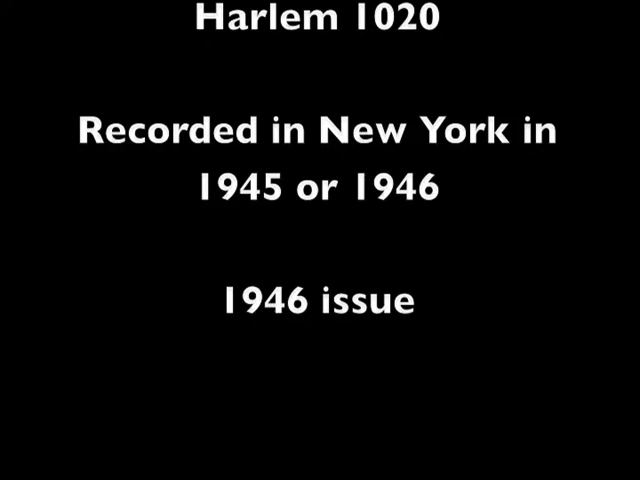 Harlem 1020
Recorded in New York in
1945 or 1946
1946 issue